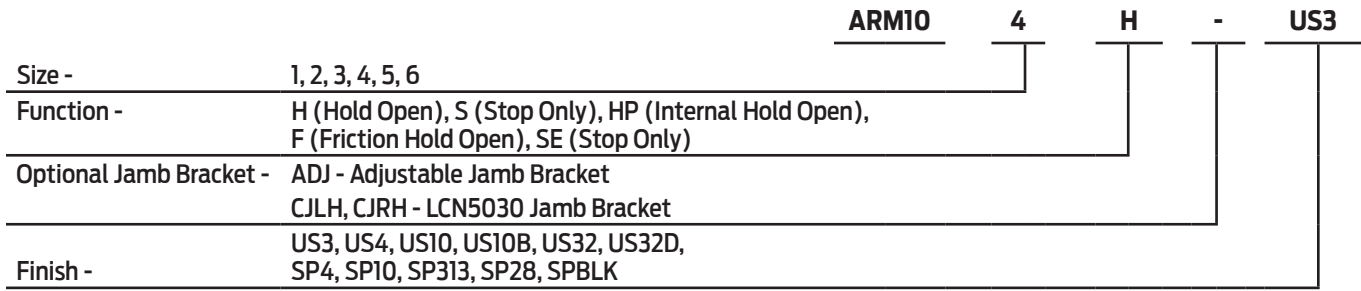 ARM10 4 H - US3
Size - 1, 2, 3, 4, 5, 6
Function - H (Hold Open), S (Stop Only), HP (Internal Hold Open),
F (Friction Hold Open), SE (Stop Only)
Optional Jamb Bracket - ADJ - Adjustable Jamb Bracket
CJLH, CJRH - LCN5030 Jamb Bracket
US3, US4, US10, US10B, US32, US32D,
Finish - SP4, SP10, SP313, SP28, SPBLK